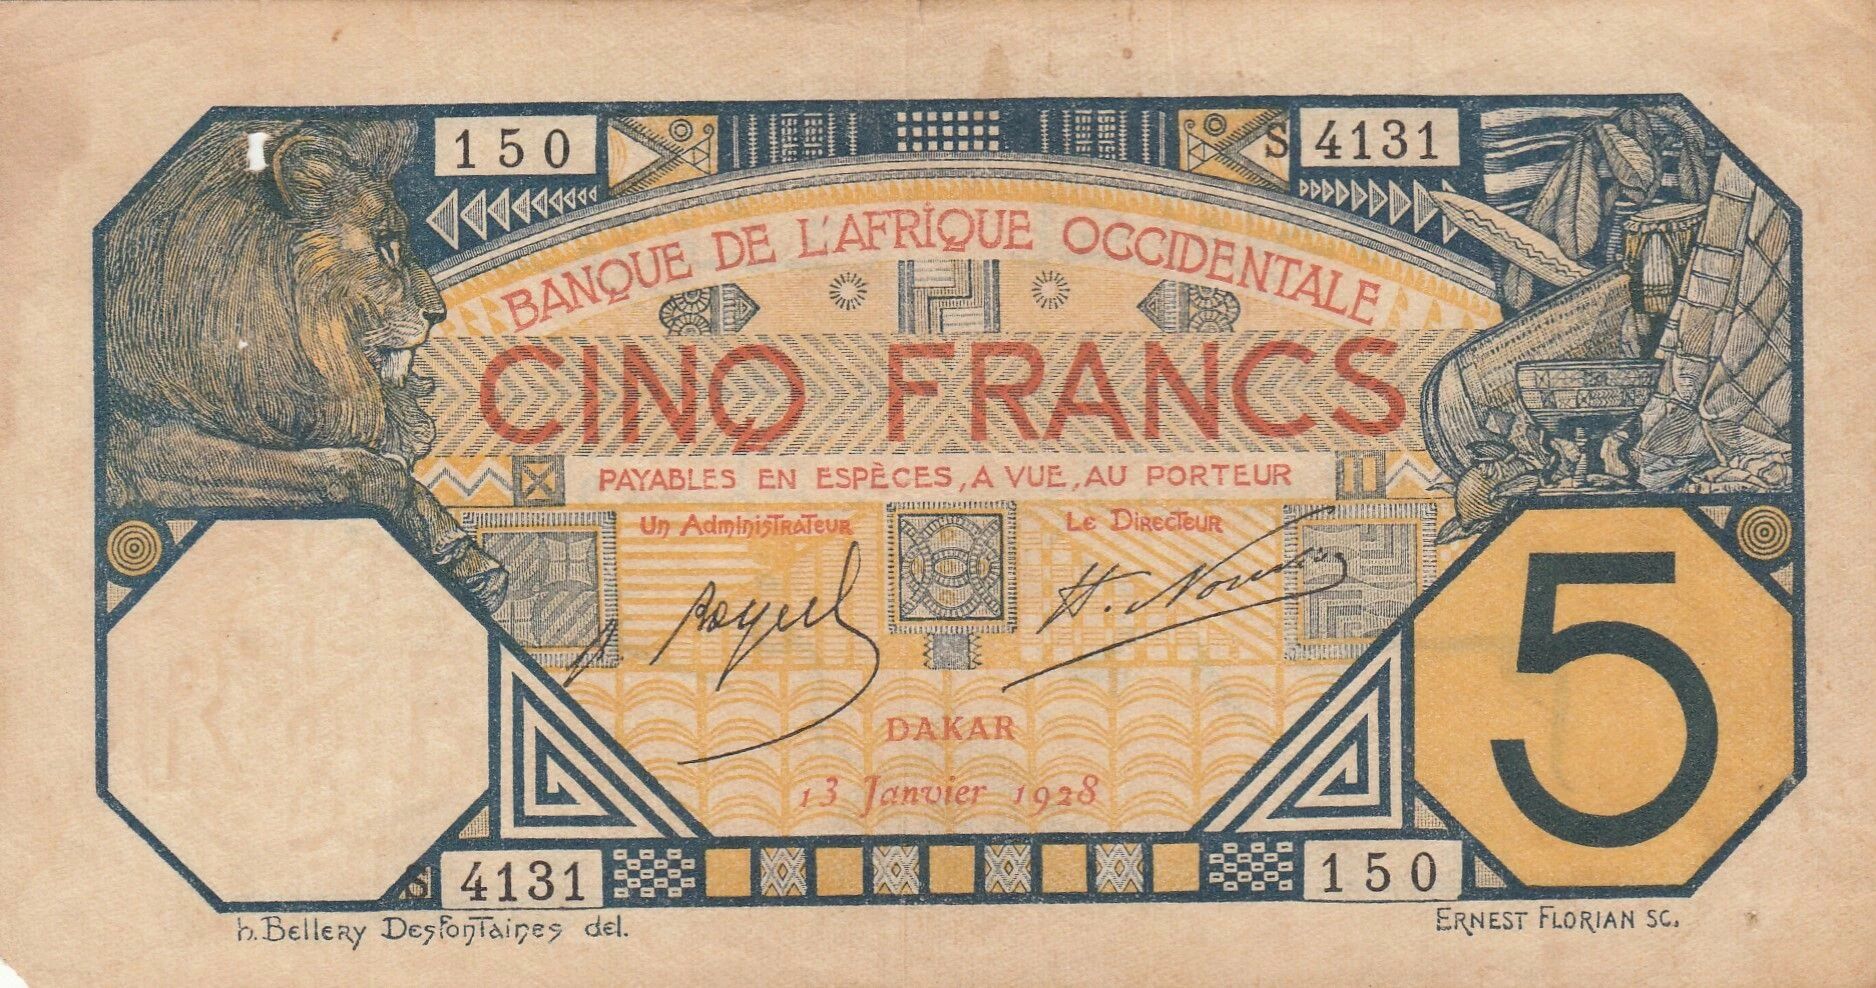 150
S 4131
BANQUE DE L'AFRIQUE OCCIDENTALE
CINQ FRANCS
PAYABLES EN ESPÈCES, A VUE, AU PORTEUR
Un Administrateur
Le Directeur
DAKAR
13 Janvier 1928
5
S 4131
150
h. Bellery Desfontaines del.
ERNEST FLORIAN SC.